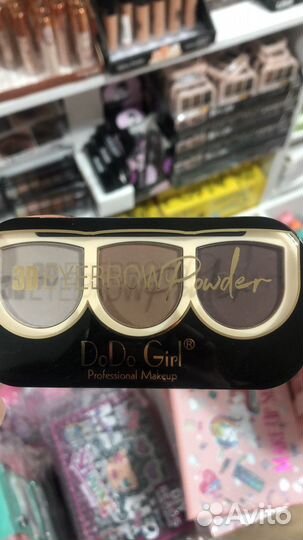 3D EYEBROW Powder
DoDo Girl®
Professional Makeup
Avito